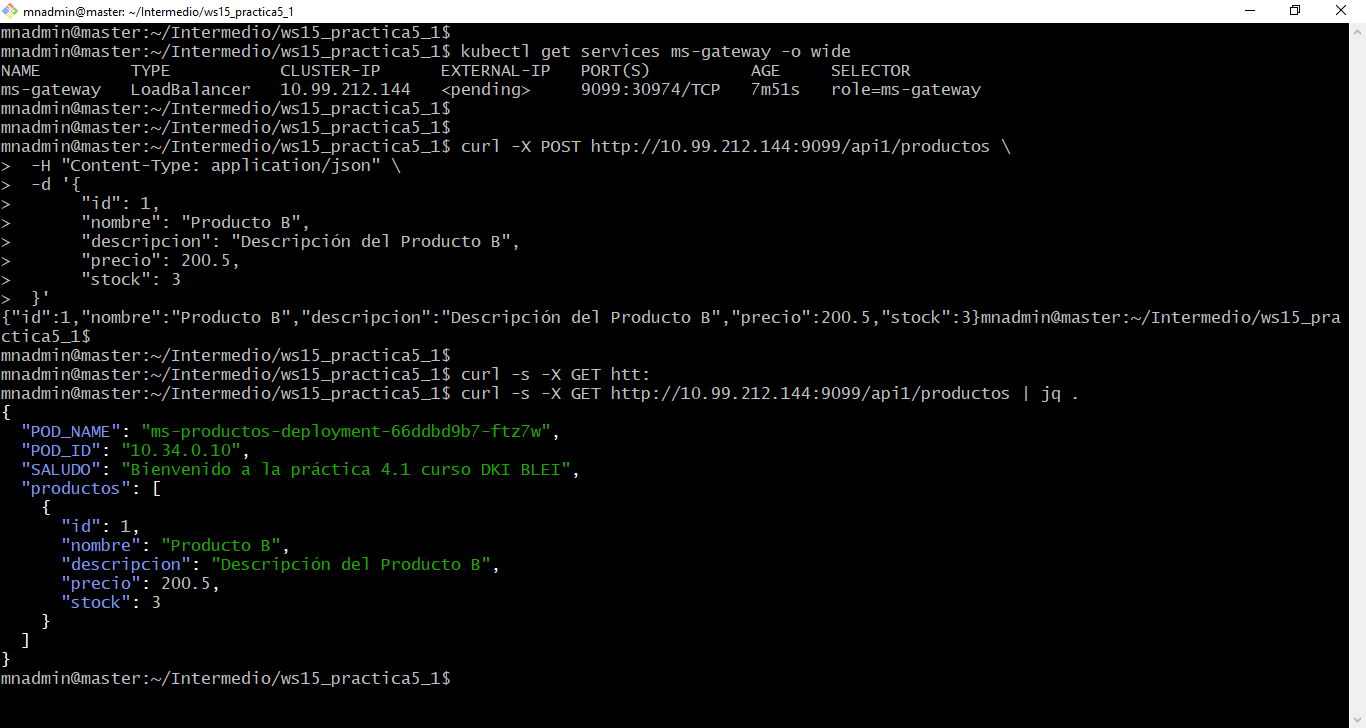 mnadmin@master: ~/Intermedio/ws15_practica5_1
mnadmin@master:~/Intermedio/ws15_practica5_1$
mnadmin@master:~/Intermedio/ws15_practica5_1$ kubectl get services ms-gateway -o wide
NAME         TYPE           CLUSTER-IP      EXTERNAL-IP   PORT(S)          AGE     SELECTOR
ms-gateway   LoadBalancer   10.99.212.144   <pending>     9099:30974/TCP   7m51s   role=ms-gateway
mnadmin@master:~/Intermedio/ws15_practica5_1$
mnadmin@master:~/Intermedio/ws15_practica5_1$
mnadmin@master:~/Intermedio/ws15_practica5_1$ curl -X POST http://10.99.212.144:9099/api1/productos \
>  -H "Content-Type: application/json" \
>  -d '{
>       "id": 1,
>       "nombre": "Producto B",
>       "descripcion": "Descripción del Producto B",
>       "precio": 200.5,
>       "stock": 3
>  }'
{"id":1,"nombre":"Producto B","descripcion":"Descripción del Producto B","precio":200.5,"stock":3}mnadmin@master:~/Intermedio/ws15_pra
ctica5_1$
mnadmin@master:~/Intermedio/ws15_practica5_1$
mnadmin@master:~/Intermedio/ws15_practica5_1$ curl -s -X GET htt:
mnadmin@master:~/Intermedio/ws15_practica5_1$ curl -s -X GET http://10.99.212.144:9099/api1/productos | jq .
{
  "POD_NAME": "ms-productos-deployment-66ddbd9b7-ftz7w",
  "POD_ID": "10.34.0.10",
  "SALUDO": "Bienvenido a la práctica 4.1 curso DKI BLEI",
  "productos": [
    {
      "id": 1,
      "nombre": "Producto B",
      "descripcion": "Descripción del Producto B",
      "precio": 200.5,
      "stock": 3
    }
  ]
}
mnadmin@master:~/Intermedio/ws15_practica5_1$